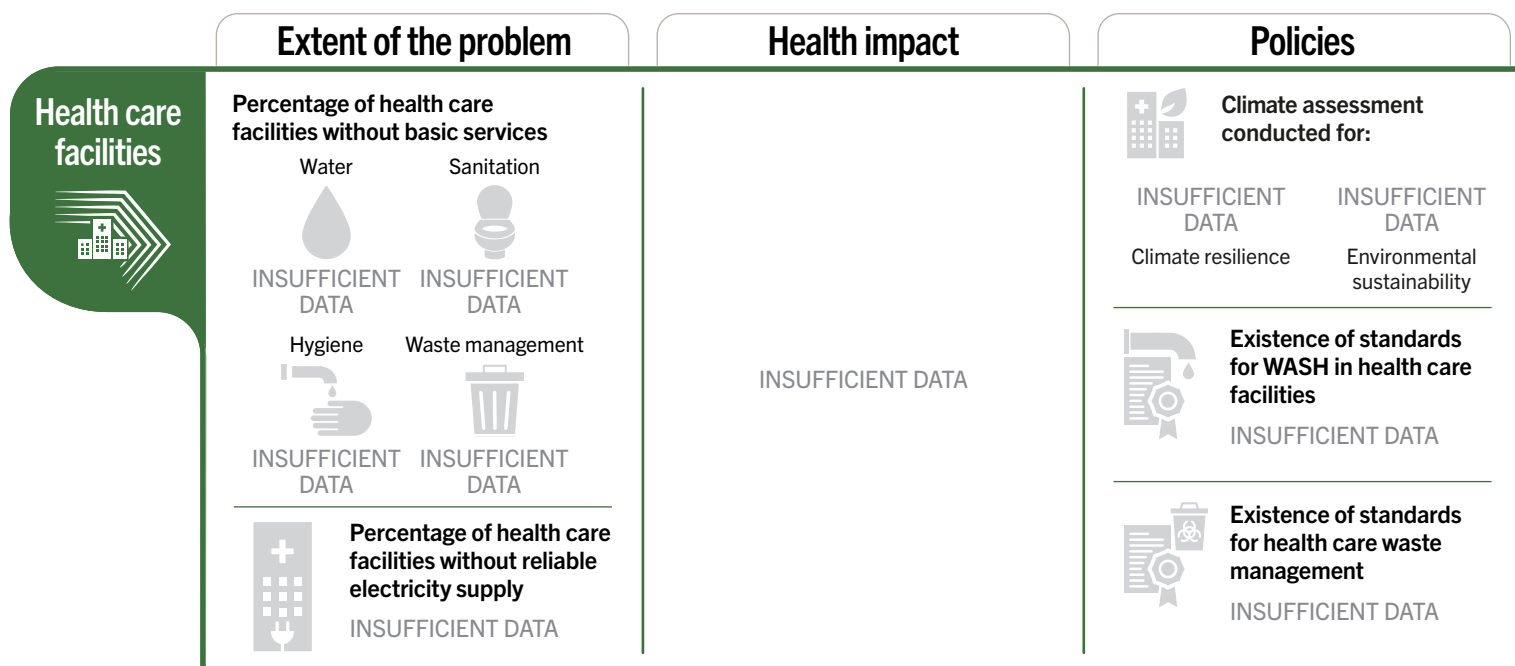 Extent of the problem
Health impact
Policies
Health care
facilities
Percentage of health care
facilities without basic services
Water
Sanitation
INSUFFICIENT
DATA
INSUFFICIENT
DATA
Hygiene
Waste management
INSUFFICIENT
DATA
INSUFFICIENT
DATA
Percentage of health care
facilities without reliable
electricity supply
INSUFFICIENT DATA
INSUFFICIENT DATA
Climate assessment
conducted for:
INSUFFICIENT
DATA
Climate resilience
INSUFFICIENT
DATA
Environmental
sustainability
Existence of standards
for WASH in health care
facilities
INSUFFICIENT DATA
Existence of standards
for health care waste
management
INSUFFICIENT DATA